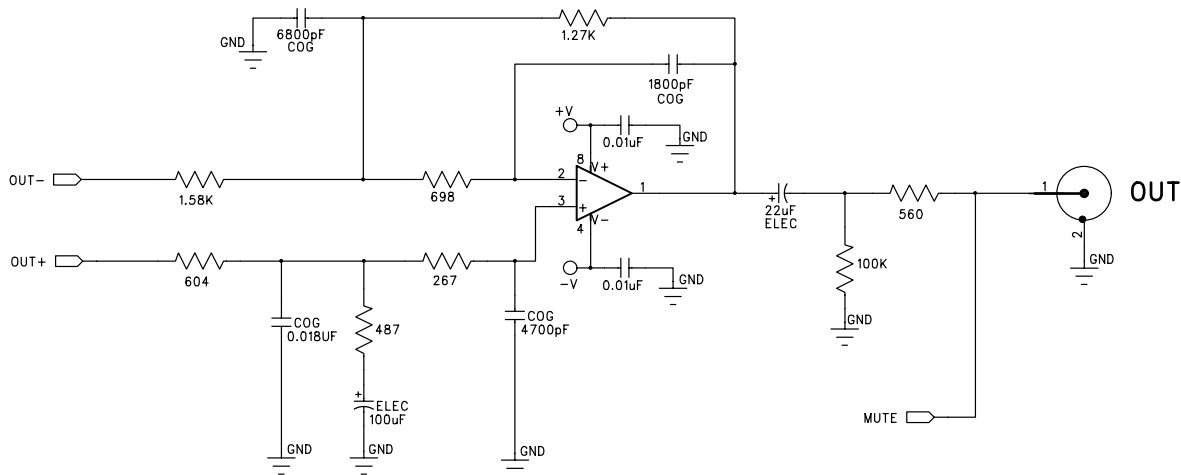 GND
6800pF
COG
1.27K
1800pF
COG
+V
0.01uF
GND
8
V+
OUT-
1.58K
698
2
-
1
3
+
V-
4
22uF
+
ELEC
560
1
OUT
2
GND
OUT+
604
267
-V
0.01uF
GND
100K
GND
COG
0.018UF
487
COG
4700pF
+
ELEC
100uF
MUTE
GND
GND
GND